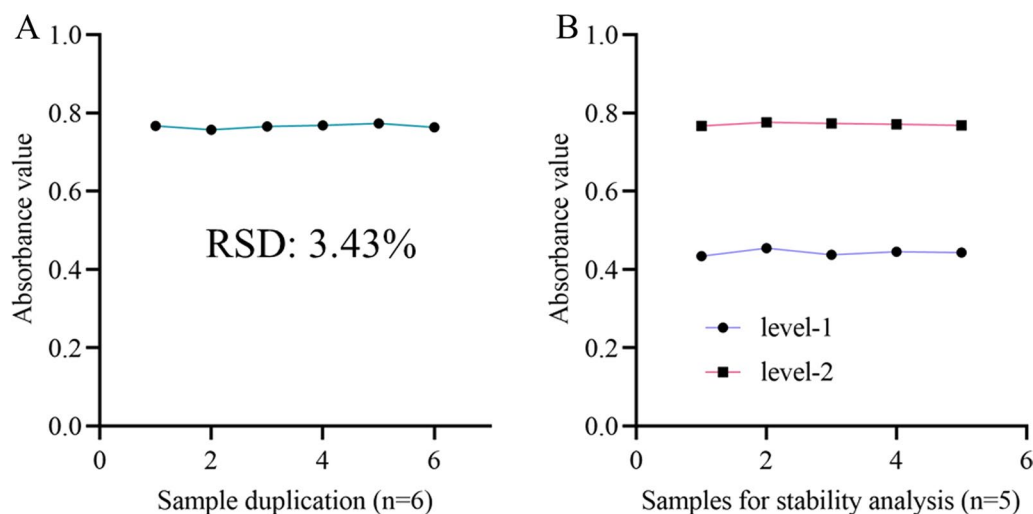 A
1.0
0.8
0.6
0.4
0.2
0.0
Absorbance value
RSD: 3.43%
0 2 4 6
Sample duplication (n=6)
B
1.0
0.8
0.6
0.4
0.2
0.0
Absorbance value
level-1
level-2
0 2 4 6
Samples for stability analysis (n=5)